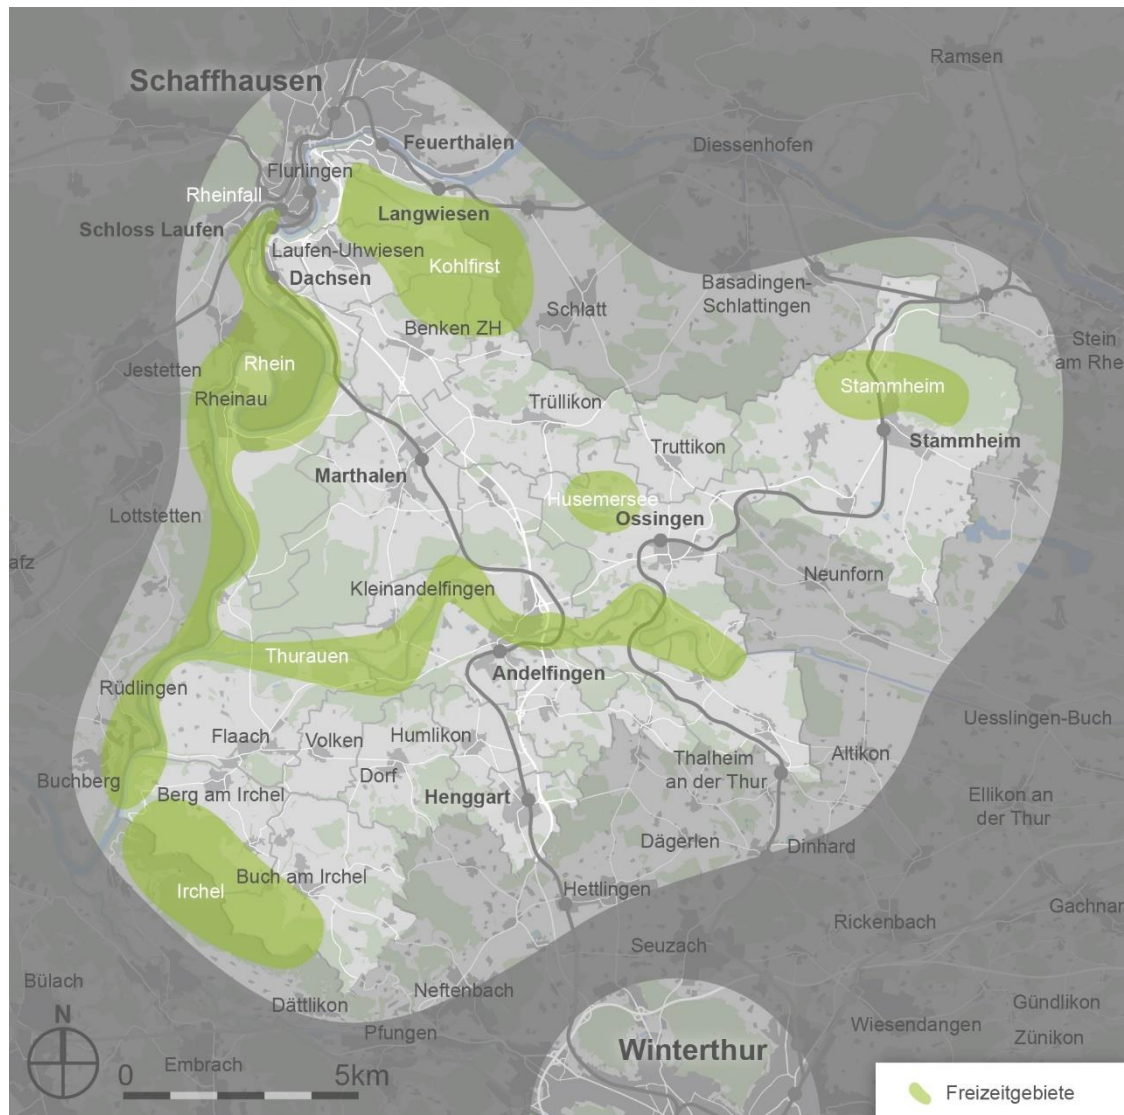 Ramsen
Schaffhausen
Feuerthalen
Diessenhofen
Flurlingen
Rheinfall
Langwiesen
Schloss Laufen
Laufen-Uhwiesen
Kohlfirst
Dachsen
Basadingen-
Schlattingen
Schlatt
Benken ZH
Stein
am Rhe
Jestetten
Rhein
Stammheim
Rheinau
Trüllikon
Stammheim
Truttikon
Marthalen
Husemersee
Lottstetten
Ossingen
afz
Neunforn
Kleinandelfingen
Thurauen
Andelfingen
Rüdlingen
Uesslingen-Buch
Flaach
Volken
Humlikon
Thalheim
an der Thur
Altikon
Buchberg
Dorf
Berg am Irchel
Henggart
Ellikon an
der Thur
Dägerlen
Dinhard
Buch am Irchel
Irchel
Hettlingen
Gachnan
Rickenbach
Seuzach
Bülach
Neftenbach
Dättlikon
Gündlikon
N
Pfungen
Wiesendangen
Zünikon
Winterthur
Embrach
0
5km
Freizeitgebiete